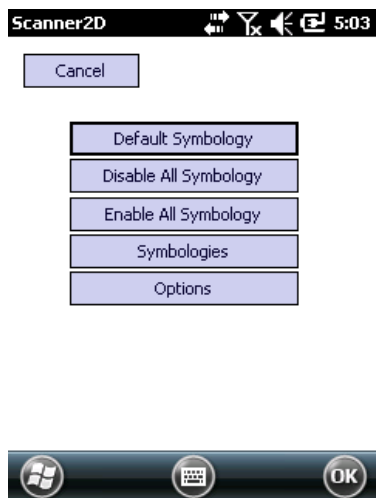 Scanner2D 5:03
Cancel
Default Symbology
Disable All Symbology
Enable All Symbology
Symbologies
Options
OK